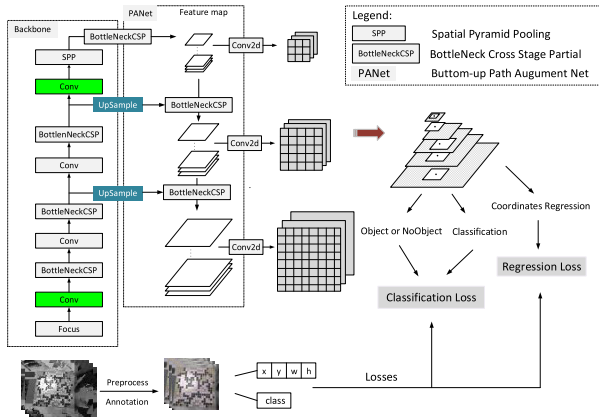 Backbone
PANet
Feature map
BottleNeckCSP
Conv2d
SPP
Conv
UpSample
BottleNeckCSP
BottlenNeckCSP
Conv2d
Conv
UpSample
BottleNeckCSP
BottleNeckCSP
Conv
Conv2d
BottleNeckCSP
Conv
Focus
Legend:
SPP
Spatial Pyramid Pooling
BottleNeckCSP
BottleNeck Cross Stage Partial
PANet
Buttom-up Path Augument Net
Coordinates Regression
Object or NoObject
Classification
Regression Loss
Classification Loss
Preprocess
Annotation
x y w h
class
Losses